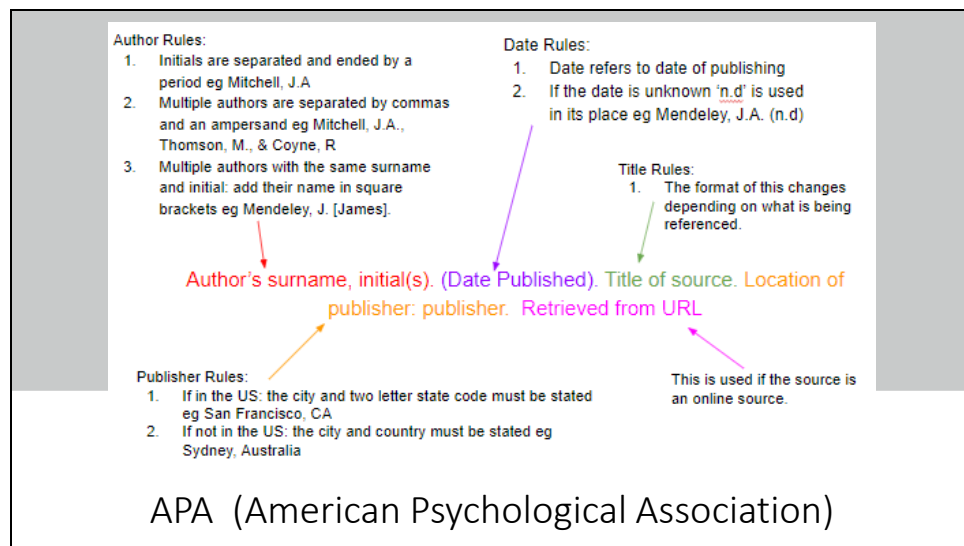 Author Rules:
1. Initials are separated and ended by a
period eg Mitchell, J.A
2. Multiple authors are separated by commas
and an ampersand eg Mitchell, J.A.,
Thomson, M., & Coyne, R
3. Multiple authors with the same surname
and initial: add their name in square
brackets eg Mendeley, J. [James].
Date Rules:
1. Date refers to date of publishing
2. If the date is unknown ‘n.d’ is used
in its place eg Mendeley, J.A. (n.d)
Title Rules:
1. The format of this changes
depending on what is being
referenced.
Author’s surname, initial(s). (Date Published). Title of source. Location of
publisher: publisher. Retrieved from URL
Publisher Rules:
1. If in the US: the city and two letter state code must be stated
eg San Francisco, CA
2. If not in the US: the city and country must be stated eg
Sydney, Australia
This is used if the source is
an online source.
APA (American Psychological Association)